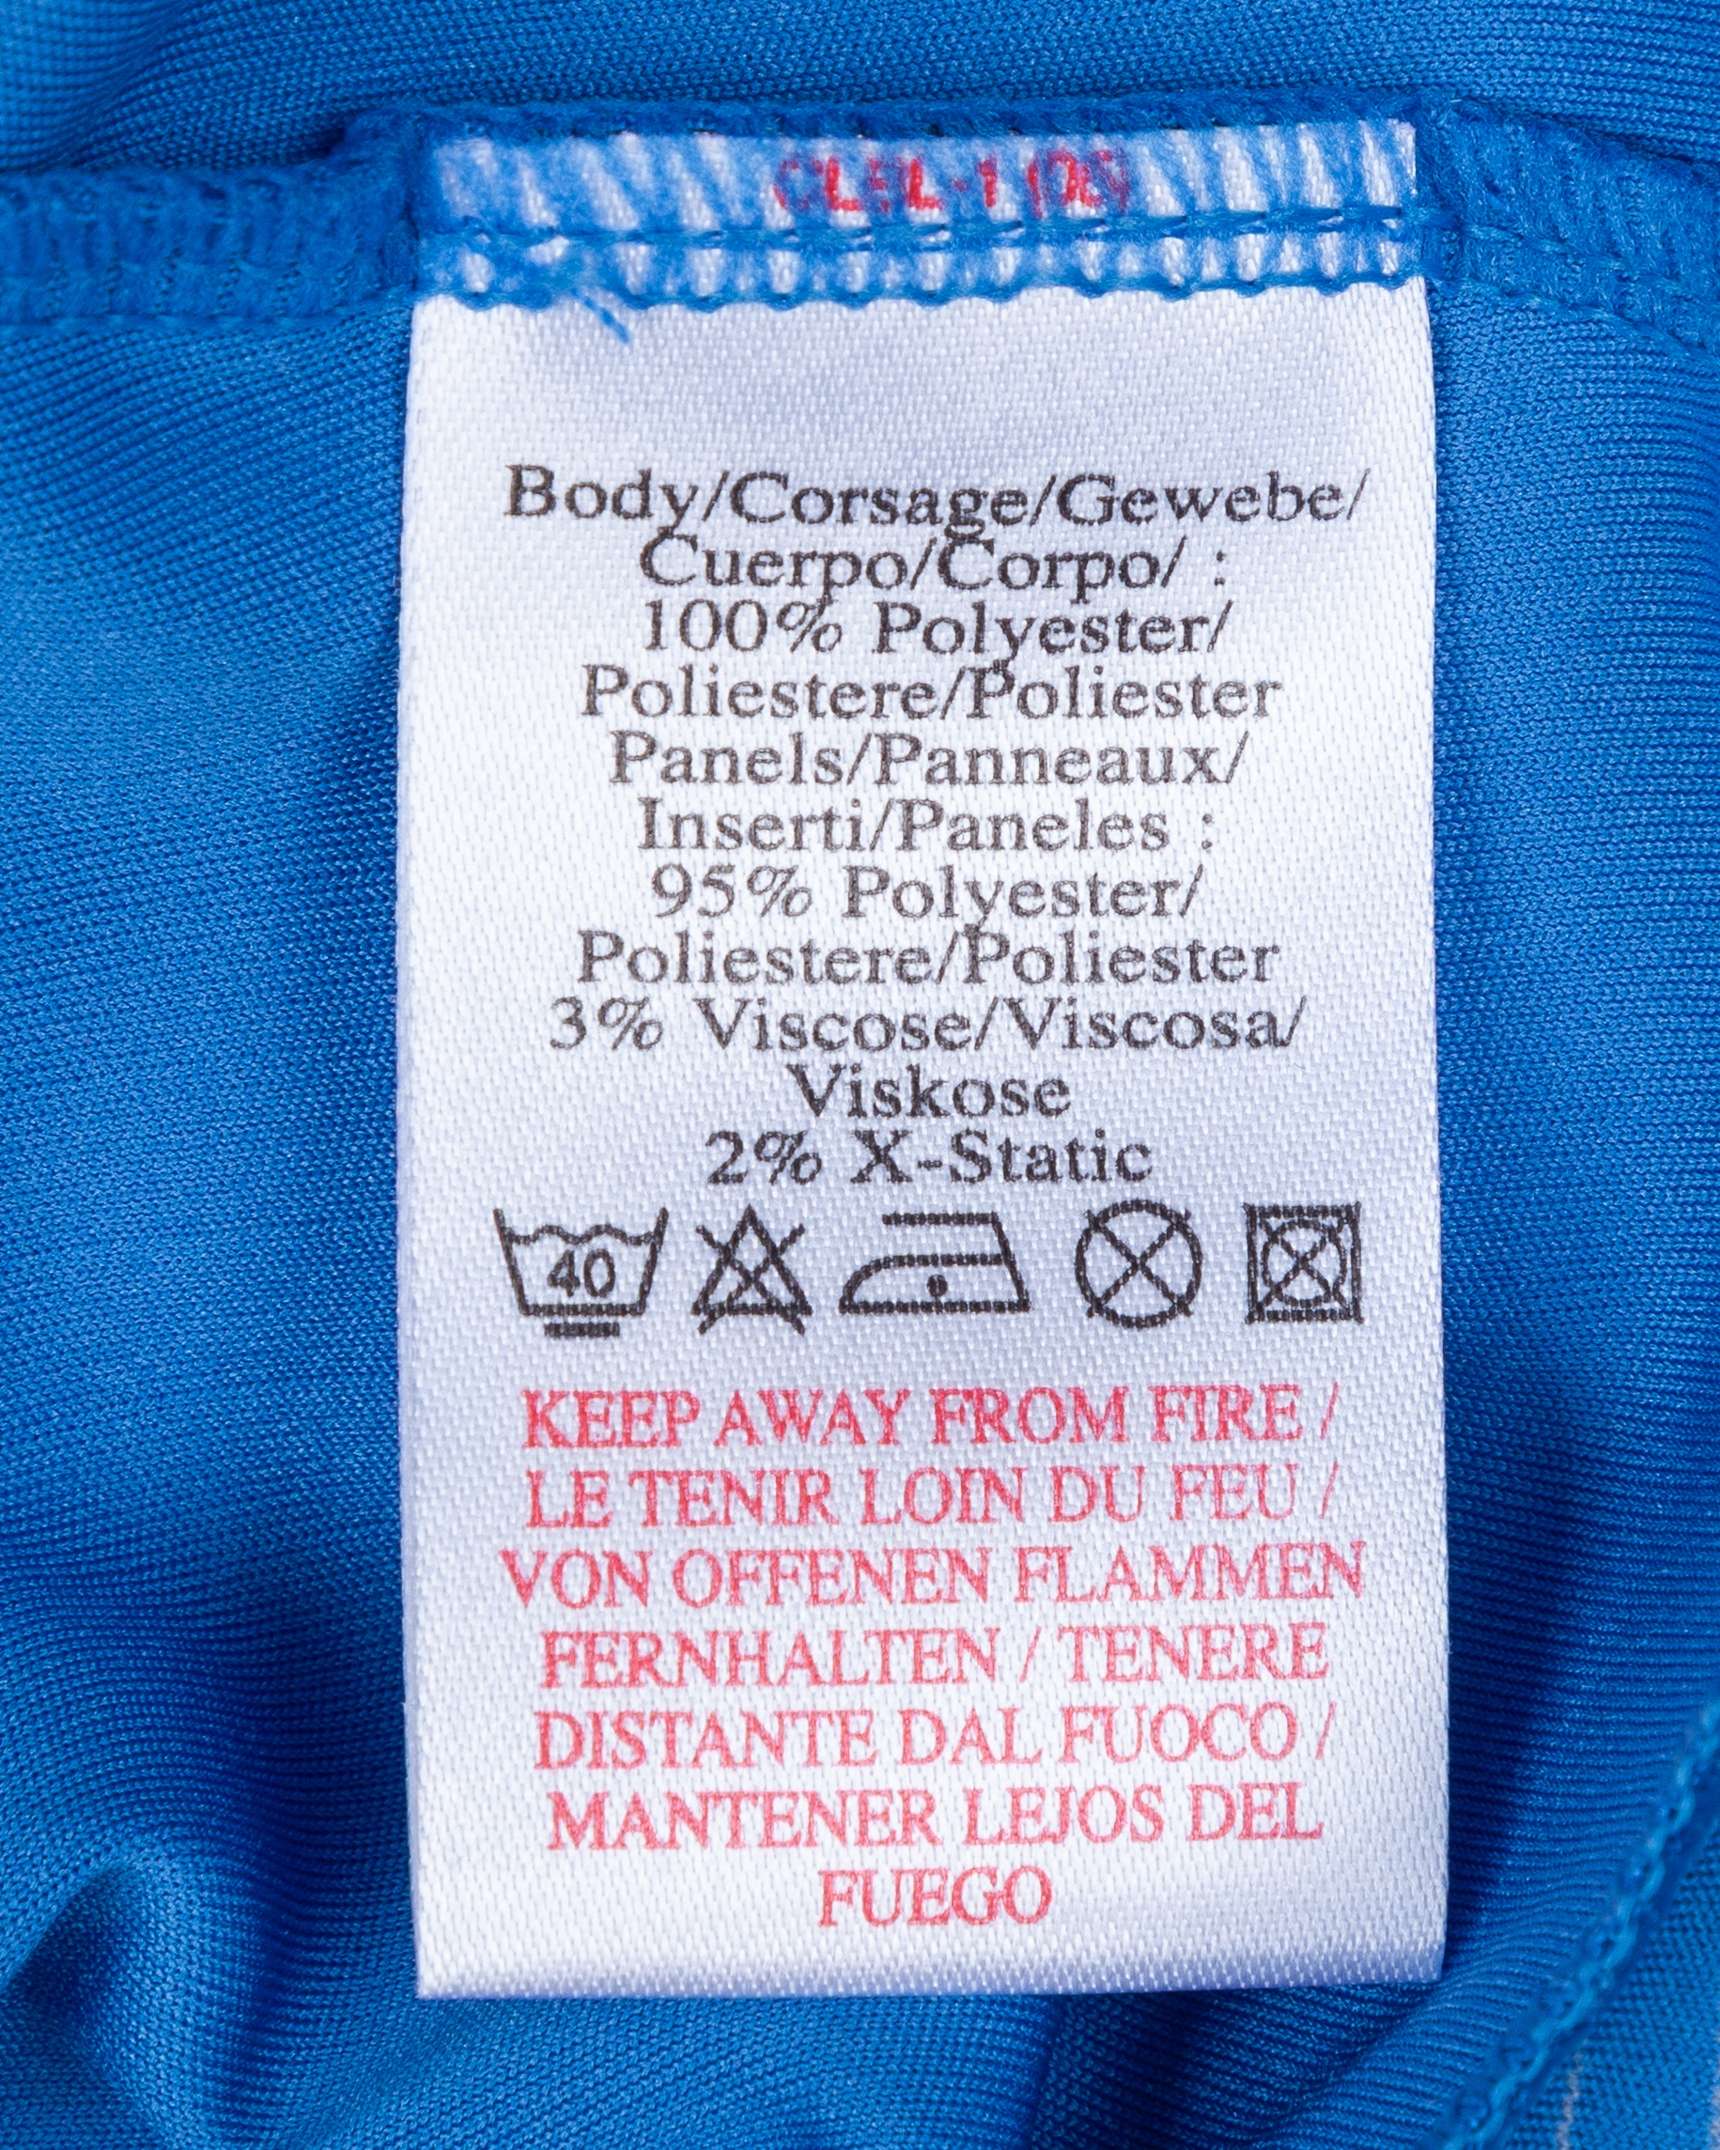 Body/Corsage/Gewebe/
Cuerpo/Corpo/ :
100% Polyester/
Poliestere/Poliester
Panels/Panneaux/
Inserti/Paneles :
95% Polyester/
Poliestere/Poliester
3% Viscose/Viscosa/
Viskose
2% X-Static
40
KEEP AWAY FROM FIRE /
LE TENIR LOIN DU FEU /
VON OFFENEN FLAMMEN
FERNHALTEN / TENERE
DISTANTE DAL FUOCO /
MANTENER LEJOS DEL
FUEGO